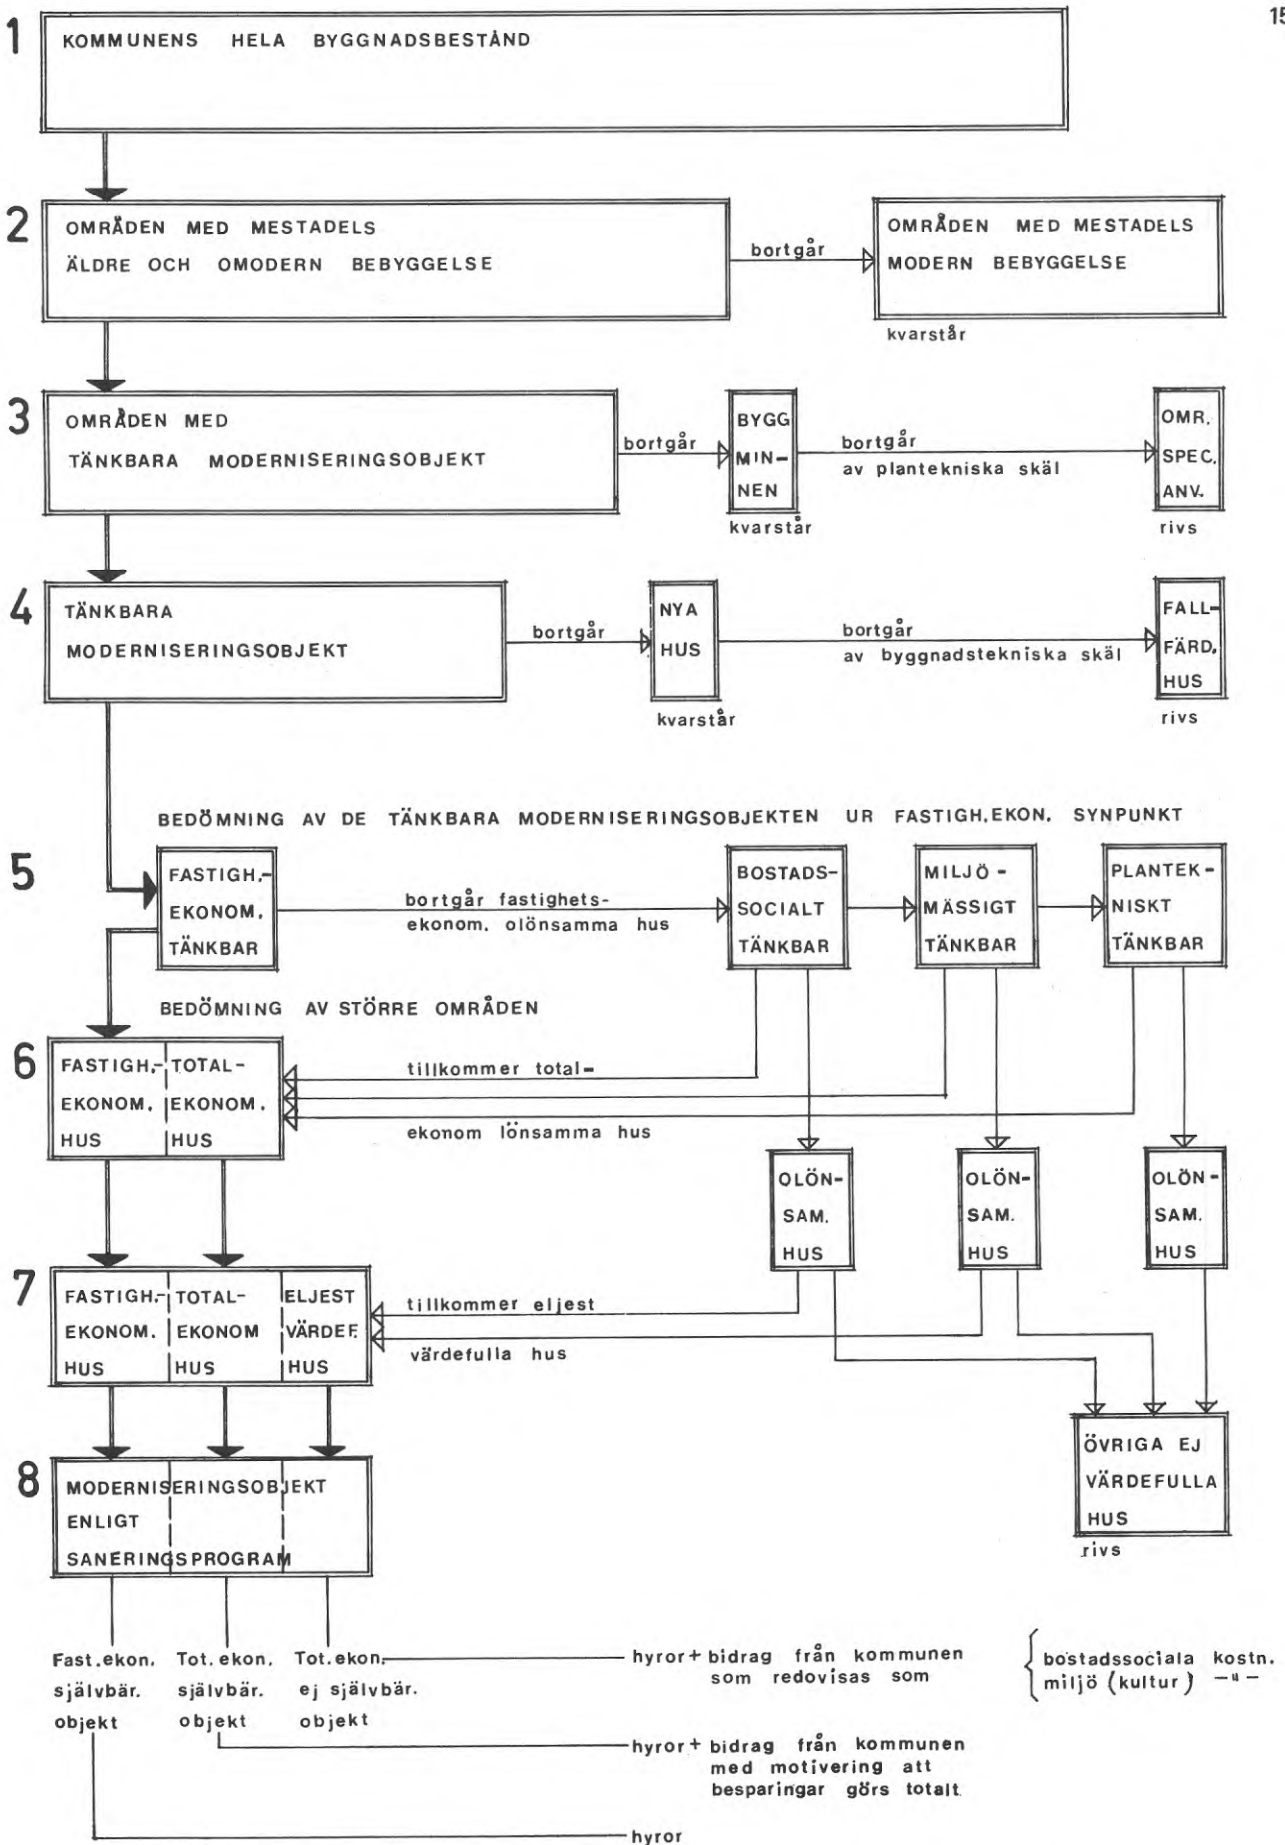 15
1
KOMMUNENS HELA BYGGNADSBESTÅND
2
OMRÅDEN MED MESTADELS
ÄLDRE OCH OMODERN BEBYGGELSE
bortgår
OMRÅDEN MED MESTADELS
MODERN BEBYGGELSE
kvarstår
3
OMRÅDEN MED
TÄNKBARA MODERNISERINGSOBJEKT
bortgår
BYGG
MIN-
NEN
kvarstår
bortgår
av plantekniska skäl
OMR.
SPEC.
ANV.
rivs
4
TÄNKBARA
MODERNISERINGSOBJEKT
bortgår
NYA
HUS
kvarstår
bortgår
av byggnadstekniska skäl
FALL-
FÄRD.
HUS
rivs
BEDÖMNING AV DE TÄNKBARA MODERNISERINGSOBJEKTEN UR FASTIGH.EKON. SYNPUNKT
5
FASTIGH.-
EKONOM.
TÄNKBAR
bortgår fastighets-
ekonom. olönsamma hus
BOSTADS-
SOCIALT
TÄNKBAR
MILJÖ-
MÄSSIGT
TÄNKBAR
PLANTEK-
NISKT
TÄNKBAR
BEDÖMNING AV STÖRRE OMRÅDEN
6
FASTIGH.-
EKONOM.
HUS
TOTAL-
EKONOM.
HUS
tillkommer total-
ekonom lönsamma hus
OLÖN-
SAM.
HUS
OLÖN-
SAM.
HUS
OLÖN-
SAM.
HUS
7
FASTIGH.-
EKONOM.
HUS
TOTAL-
EKONOM
HUS
ELJEST
VÄRDEF.
HUS
tillkommer eljest
värdefulla hus
ÖVRIGA EJ
VÄRDEFULLA
HUS
rivs
8
MODERNISERINGSOBJEKT
ENLIGT
SANERINGSPROGRAM
Fast.ekon.
självbär.
objekt
Tot.ekon.
självbär.
objekt
Tot.ekon.
ej självbär.
objekt
hyror + bidrag från kommunen
som redovisas som
bostadssociala kostn.
miljö (kultur) —"—
hyror + bidrag från kommunen
med motivering att
besparingar görs totalt.
hyror